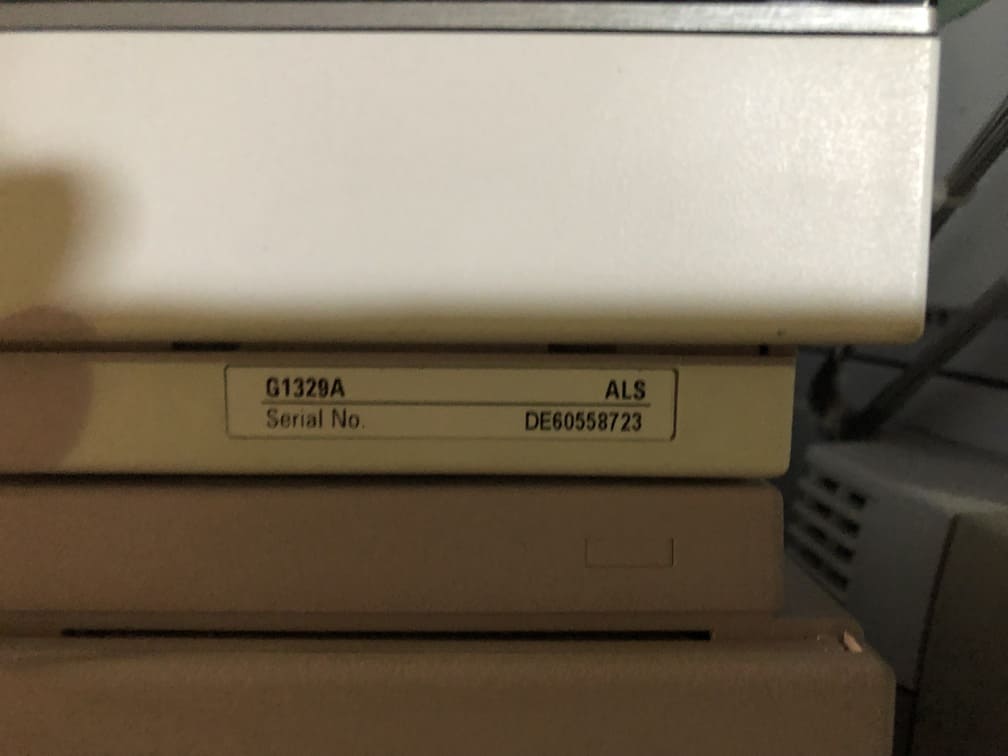 G1329A ALS
Serial No. DE60558723